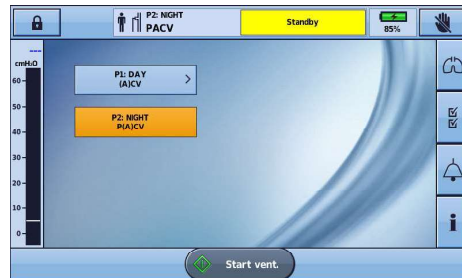 P2: NIGHT
PACV
Standby
85%
---
cmH₂O
60
50
40
30
20
10
0
P1: DAY
(A)CV
P2: NIGHT
P(A)CV
Start vent.